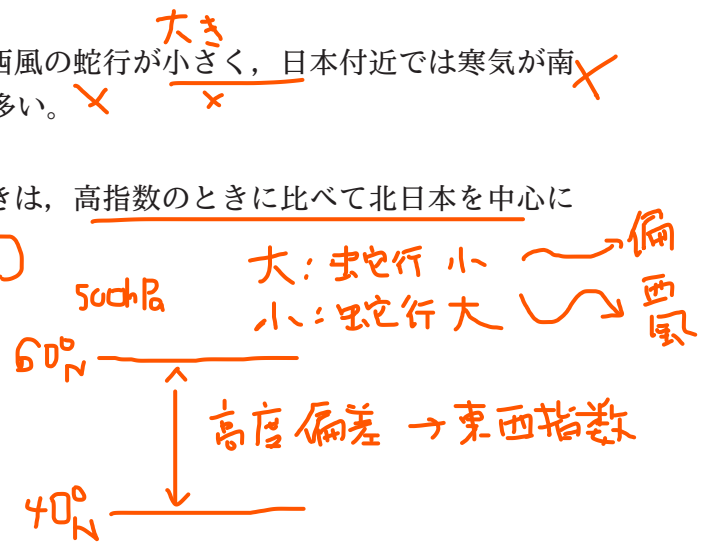 大き
西風の蛇行が小さく，日本付近では寒気が南
多い。
きは，高指数のときに比べて北日本を中心に
大：蛇行 小
偏西風
500hPa
小：蛇行 大
60°N
高度偏差 → 東西指数
40°N